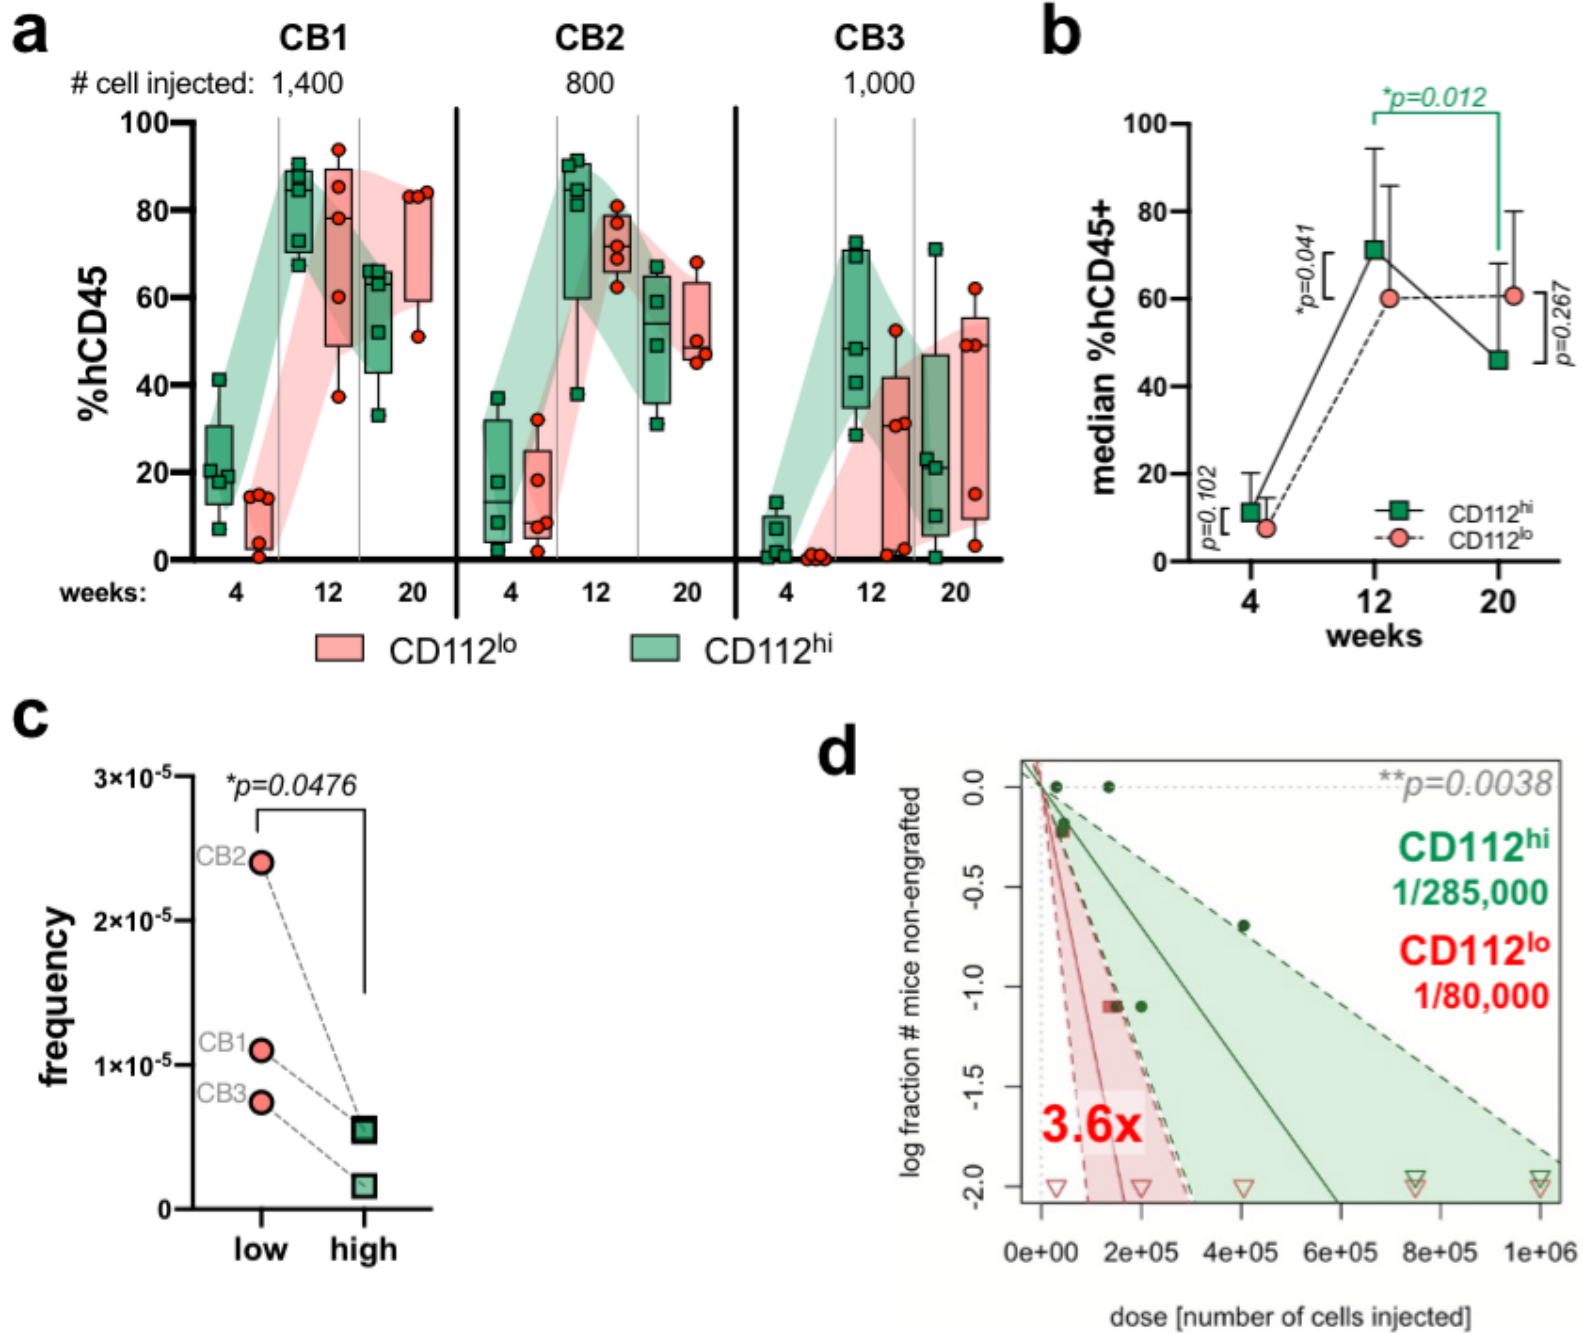 a
CB1 CB2 CB3
# cell injected: 1,400 800 1,000
%hCD45
100
80
60
40
20
0
weeks: 4 12 20 4 12 20 4 12 20
CD112lo CD112hi
b
*p=0.012
median %hCD45+
100
80
60
40
20
0
*p=0.041
p=0.267
p=0.102
CD112hi
CD112lo
4 12 20
weeks
c
frequency
3×10-5
2×10-5
1×10-5
0
*p=0.0476
CB2
CB1
CB3
low high
d
log fraction # mice non-engrafted
0.0
-0.5
-1.0
-1.5
-2.0
**p=0.0038
CD112hi
1/285,000
CD112lo
1/80,000
3.6x
0e+00 2e+05 4e+05 6e+05 8e+05 1e+06
dose [number of cells injected]